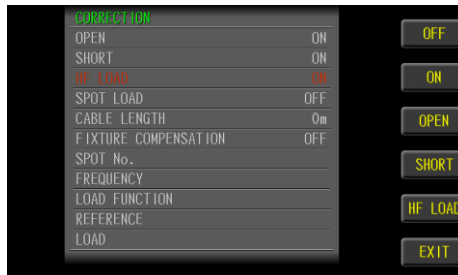 CORRECTION
OPEN ON
SHORT ON
HF LOAD ON
SPOT LOAD OFF
CABLE LENGTH 0m
FIXTURE COMPENSATION OFF
SPOT No.
FREQUENCY
LOAD FUNCTION
REFERENCE
LOAD
OFF
ON
OPEN
SHORT
HF LOAD
EXIT